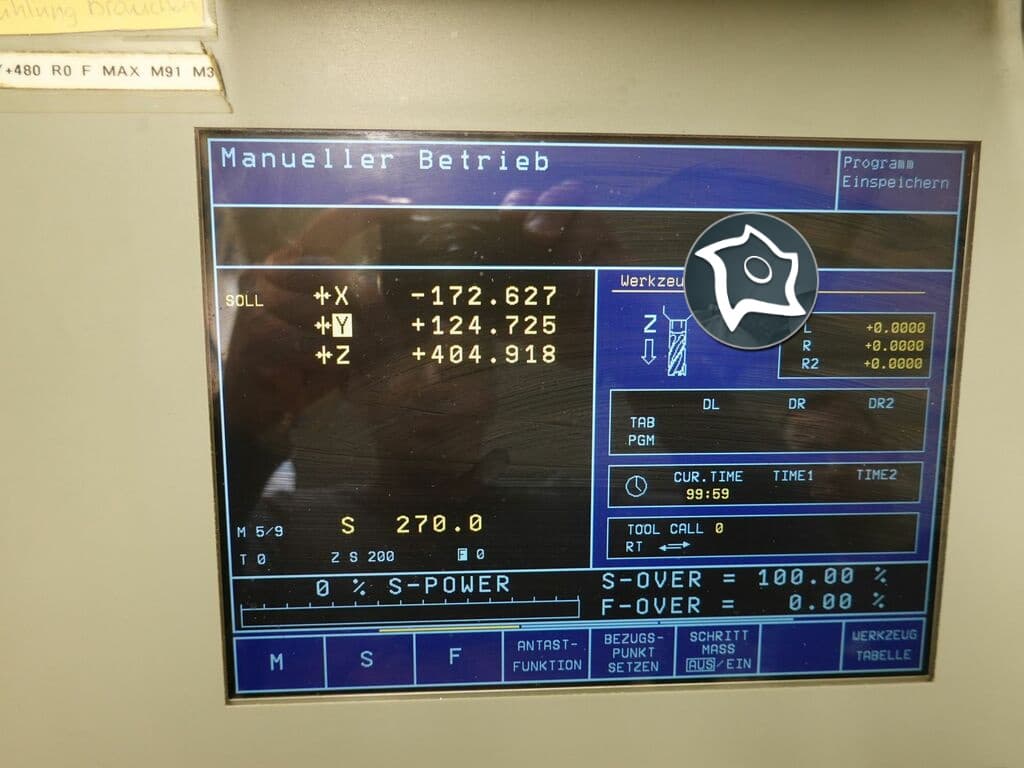 brauchen
+480 R0 F MAX M91 M3
Manueller Betrieb
Programm
Einspeichern
SOLL
X -172.627
Y +124.725
Z +404.918
Z
L +0.0000
R +0.0000
R2 +0.0000
DL DR DR2
TAB
PGM
CUR.TIME TIME1 TIME2
99:59
TOOL CALL 0
RT
M 5/9
S 270.0
T 0
Z S 200
F 0
0 % S-POWER
S-OVER = 100.00 %
F-OVER = 0.00 %
M
S
F
ANTAST-
FUNKTION
BEZUGS-
PUNKT
SETZEN
SCHRITT
MASS
AUS/EIN
WERKZEUG
TABELLE